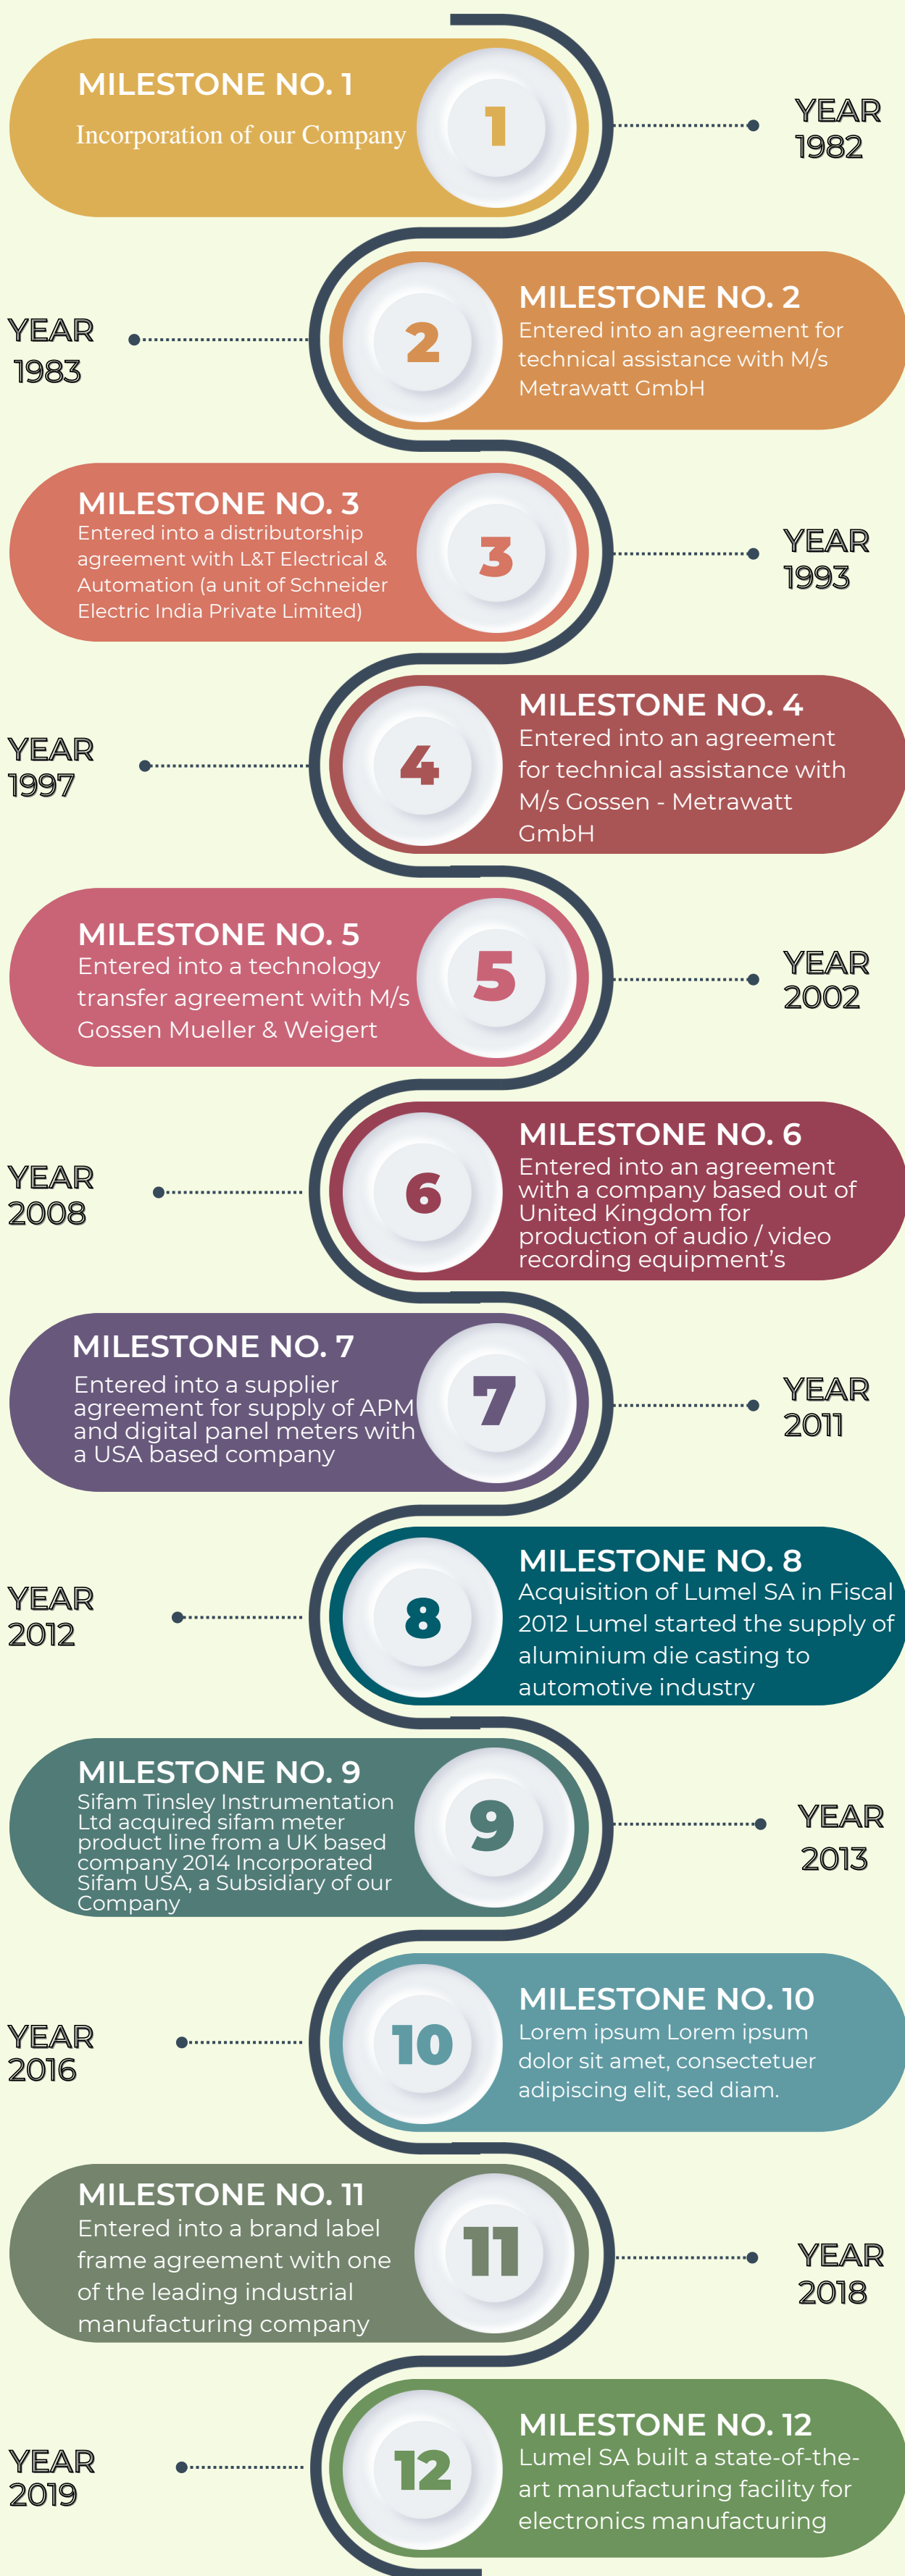 MILESTONE NO. 1
Incorporation of our Company
1
YEAR
1982
YEAR
1983
2
MILESTONE NO. 2
Entered into an agreement for
technical assistance with M/s
Metrawatt GmbH
MILESTONE NO. 3
Entered into a distributorship
agreement with L&T Electrical &
Automation (a unit of Schneider
Electric India Private Limited)
3
YEAR
1993
YEAR
1997
4
MILESTONE NO. 4
Entered into an agreement
for technical assistance with
M/s Gossen - Metrawatt
GmbH
MILESTONE NO. 5
Entered into a technology
transfer agreement with M/s
Gossen Mueller & Weigert
5
YEAR
2002
YEAR
2008
6
MILESTONE NO. 6
Entered into an agreement
with a company based out of
United Kingdom for
production of audio / video
recording equipment's
MILESTONE NO. 7
Entered into a supplier
agreement for supply of APM
and digital panel meters with
a USA based company
7
YEAR
2011
YEAR
2012
8
MILESTONE NO. 8
Acquisition of Lumel SA in Fiscal
2012 Lumel started the supply of
aluminium die casting to
automotive industry
MILESTONE NO. 9
Sifam Tinsley Instrumentation
Ltd acquired sifam meter
product line from a UK based
company 2014 Incorporated
Sifam USA, a Subsidiary of our
Company
9
YEAR
2013
YEAR
2016
10
MILESTONE NO. 10
Lorem ipsum Lorem ipsum
dolor sit amet, consectetuer
adipiscing elit, sed diam.
MILESTONE NO. 11
Entered into a brand label
frame agreement with one
of the leading industrial
manufacturing company
11
YEAR
2018
YEAR
2019
12
MILESTONE NO. 12
Lumel SA built a state-of-the-
art manufacturing facility for
electronics manufacturing